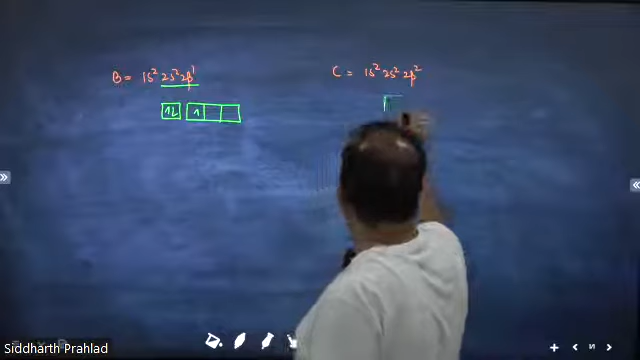 B = 1s² 2s² 2p¹
C = 1s² 2s² 2p²
1L 1
Siddharth Prahlad